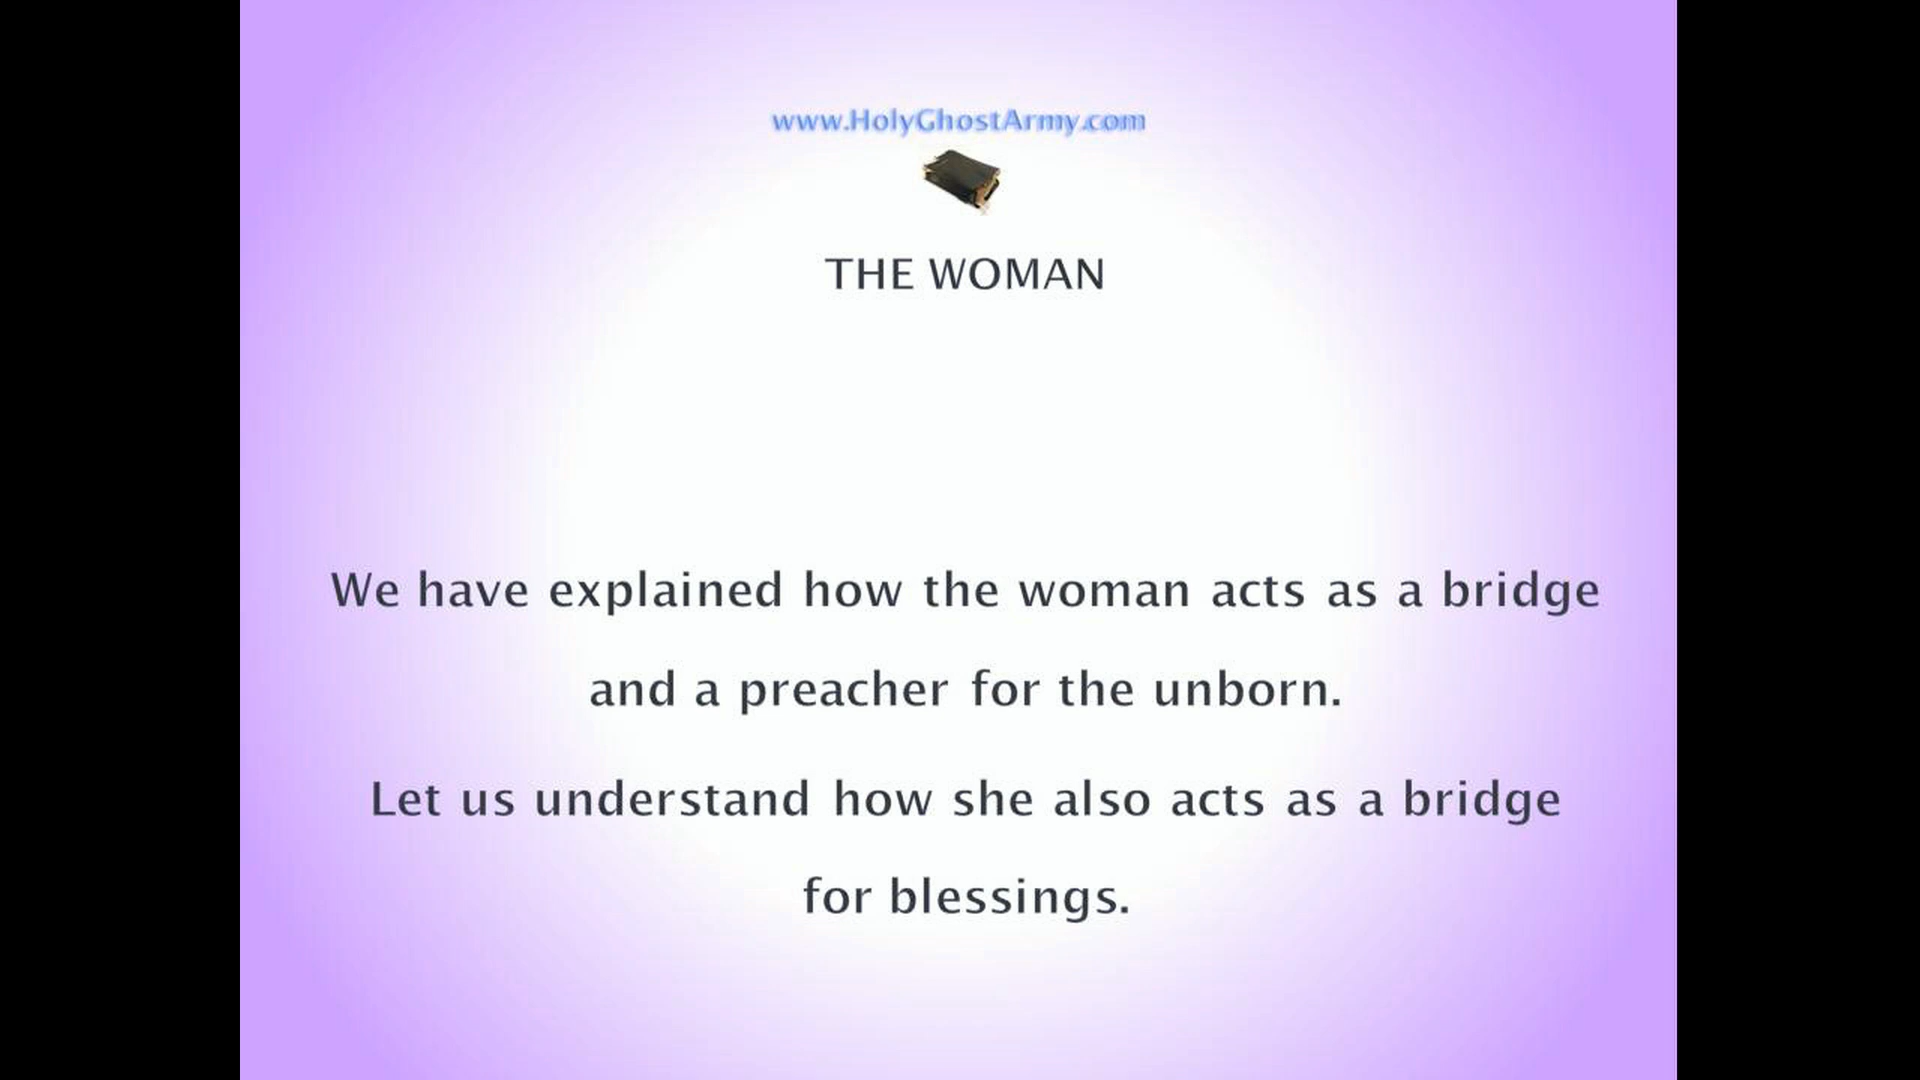 www.HolyGhostArmy.com
THE WOMAN
We have explained how the woman acts as a bridge
and a preacher for the unborn.
Let us understand how she also acts as a bridge
for blessings.